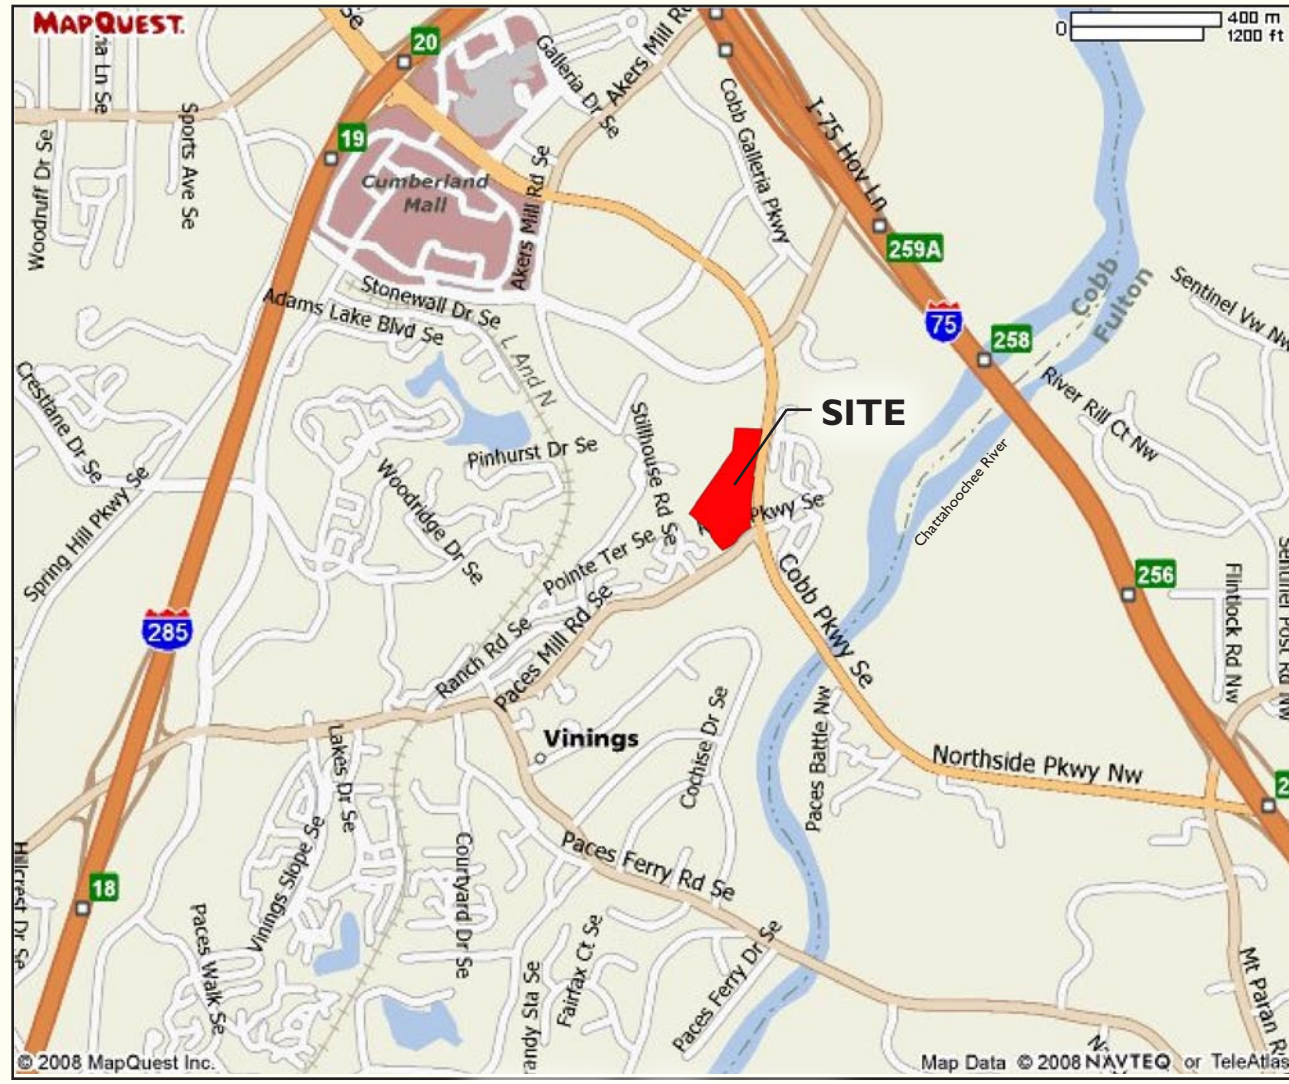 MAPQUEST.
400 m
0
1200 ft
20
Galleria Dr Se
Akers Mill Rd
Sports Ave Se
Woodruff Dr Se
19
Cumberland
Mall
Akers Mill Rd Se
Cobb Galleria Pkwy
I-75 Hov Ln
259A
Cobb
Fulton
Sentinel Vw Nw
Stonewall Dr Se
Adams Lake Blvd Se
L And N
75
258
River Rill Ct Nw
Crestlane Dr Se
Stillhouse Rd Se
SITE
Pinhurst Dr Se
Woodridge Dr Se
Spring Hill Pkwy Se
Pkwy Se
Chattahoochee River
Pointe Ter Se
Cobb Pkwy Se
256
Flintlock Rd Nw
Sentinel Post Rd Nw
285
Ranch Rd Se
Paces Mill Rd Se
Vinings
Lakes Dr Se
Cochise Dr Se
Paces Battle Nw
Northside Pkwy Nw
2
Hillcrest Dr Se
18
Vinings Slope Se
Courtyard Dr Se
Paces Ferry Rd Se
Paces Walk Se
andy Sta Se
Fairfax Ct Se
Paces Ferry Dr Se
Mt Paran R
© 2008 MapQuest Inc.
Map Data © 2008 NAVTEQ or TeleAtlas